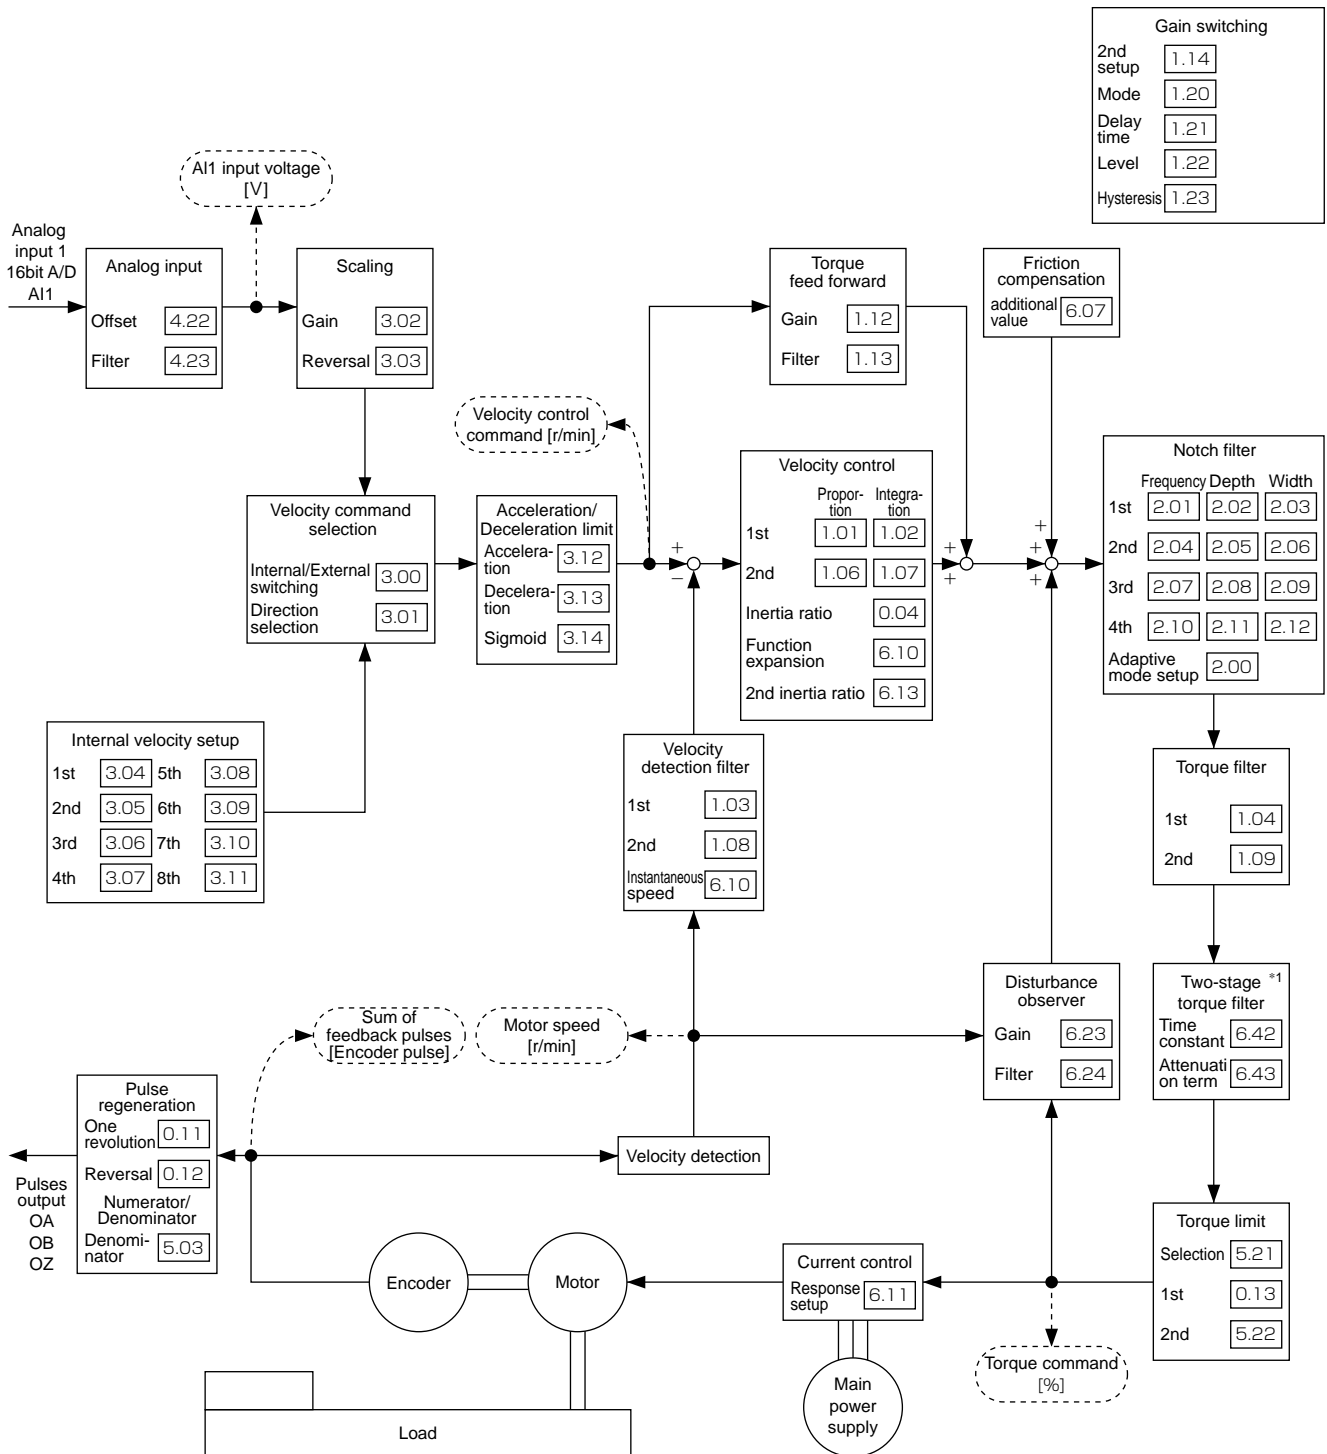 Gain switching
2nd setup 1.14
Mode 1.20
Delay time 1.21
Level 1.22
Hysteresis 1.23
AI1 input voltage
[V]
Analog
input 1
16bit A/D
AI1
Analog input
Offset 4.22
Filter 4.23
Scaling
Gain 3.02
Reversal 3.03
Torque
feed forward
Gain 1.12
Filter 1.13
Friction
compensation
additional value 6.07
Velocity control
command [r/min]
Velocity command
selection
Internal/External switching 3.00
Direction selection 3.01
Acceleration/
Deceleration limit
Accelera-
tion 3.12
Decelera-
tion 3.13
Sigmoid 3.14
+
−
Velocity control
Propor-
tion
Integra-
tion
1st 1.01 1.02
2nd 1.06 1.07
Inertia ratio 0.04
Function expansion 6.10
2nd inertia ratio 6.13
+
+
+
+
+
Notch filter
Frequency Depth Width
1st 2.01 2.02 2.03
2nd 2.04 2.05 2.06
3rd 2.07 2.08 2.09
4th 2.10 2.11 2.12
Adaptive mode setup 2.00
Internal velocity setup
1st 3.04 5th 3.08
2nd 3.05 6th 3.09
3rd 3.06 7th 3.10
4th 3.07 8th 3.11
Velocity
detection filter
1st 1.03
2nd 1.08
Instantaneous speed 6.10
Torque filter
1st 1.04
2nd 1.09
Sum of
feedback pulses
[Encoder pulse]
Motor speed
[r/min]
Disturbance
observer
Gain 6.23
Filter 6.24
Two-stage *1
torque filter
Time constant 6.42
Attenuati
on term 6.43
Pulse
regeneration
One revolution 0.11
Reversal 0.12
Numerator/
Denominator
Denomi-
nator 5.03
Pulses
output
OA
OB
OZ
Velocity detection
Encoder
Motor
Current control
Response setup 6.11
Torque limit
Selection 5.21
1st 0.13
2nd 5.22
Torque command
[%]
Main
power
supply
Load